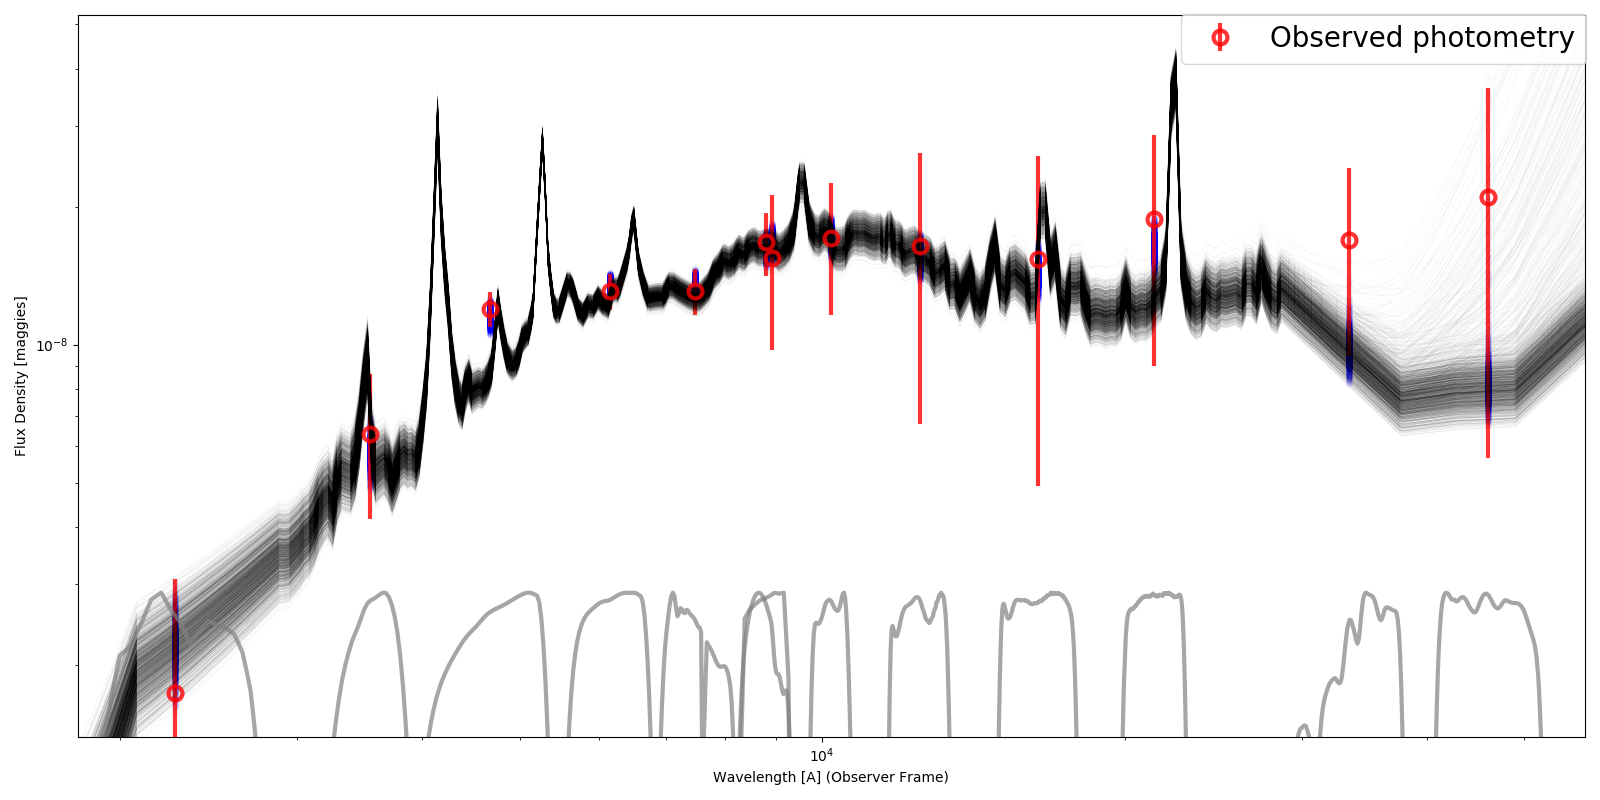 Observed photometry
Flux Density [maggies]
10⁻⁸
10⁴
Wavelength [A] (Observer Frame)